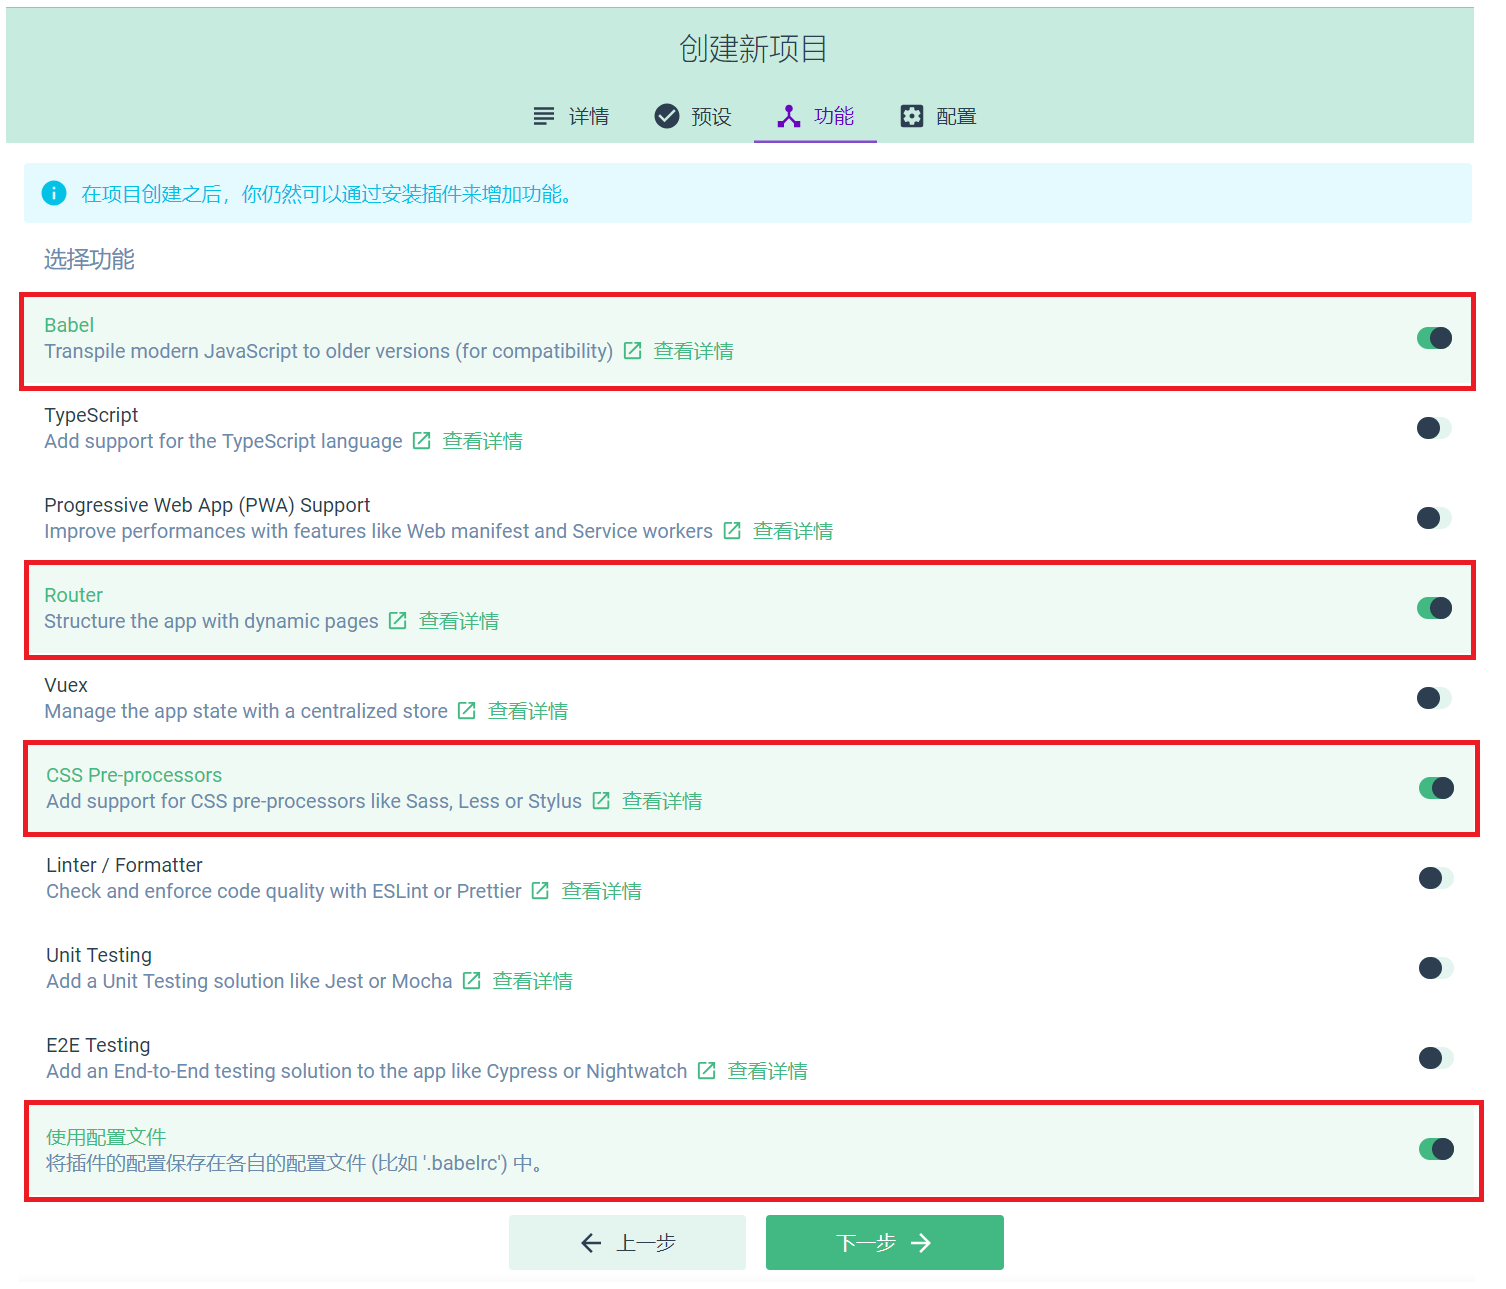 创建新项目
详情 预设 功能 配置
在项目创建之后，你仍然可以通过安装插件来增加功能。
选择功能
Babel
Transpile modern JavaScript to older versions (for compatibility) 查看详情
TypeScript
Add support for the TypeScript language 查看详情
Progressive Web App (PWA) Support
Improve performances with features like Web manifest and Service workers 查看详情
Router
Structure the app with dynamic pages 查看详情
Vuex
Manage the app state with a centralized store 查看详情
CSS Pre-processors
Add support for CSS pre-processors like Sass, Less or Stylus 查看详情
Linter / Formatter
Check and enforce code quality with ESLint or Prettier 查看详情
Unit Testing
Add a Unit Testing solution like Jest or Mocha 查看详情
E2E Testing
Add an End-to-End testing solution to the app like Cypress or Nightwatch 查看详情
使用配置文件
将插件的配置保存在各自的配置文件 (比如 '.babelrc') 中。
上一步 下一步